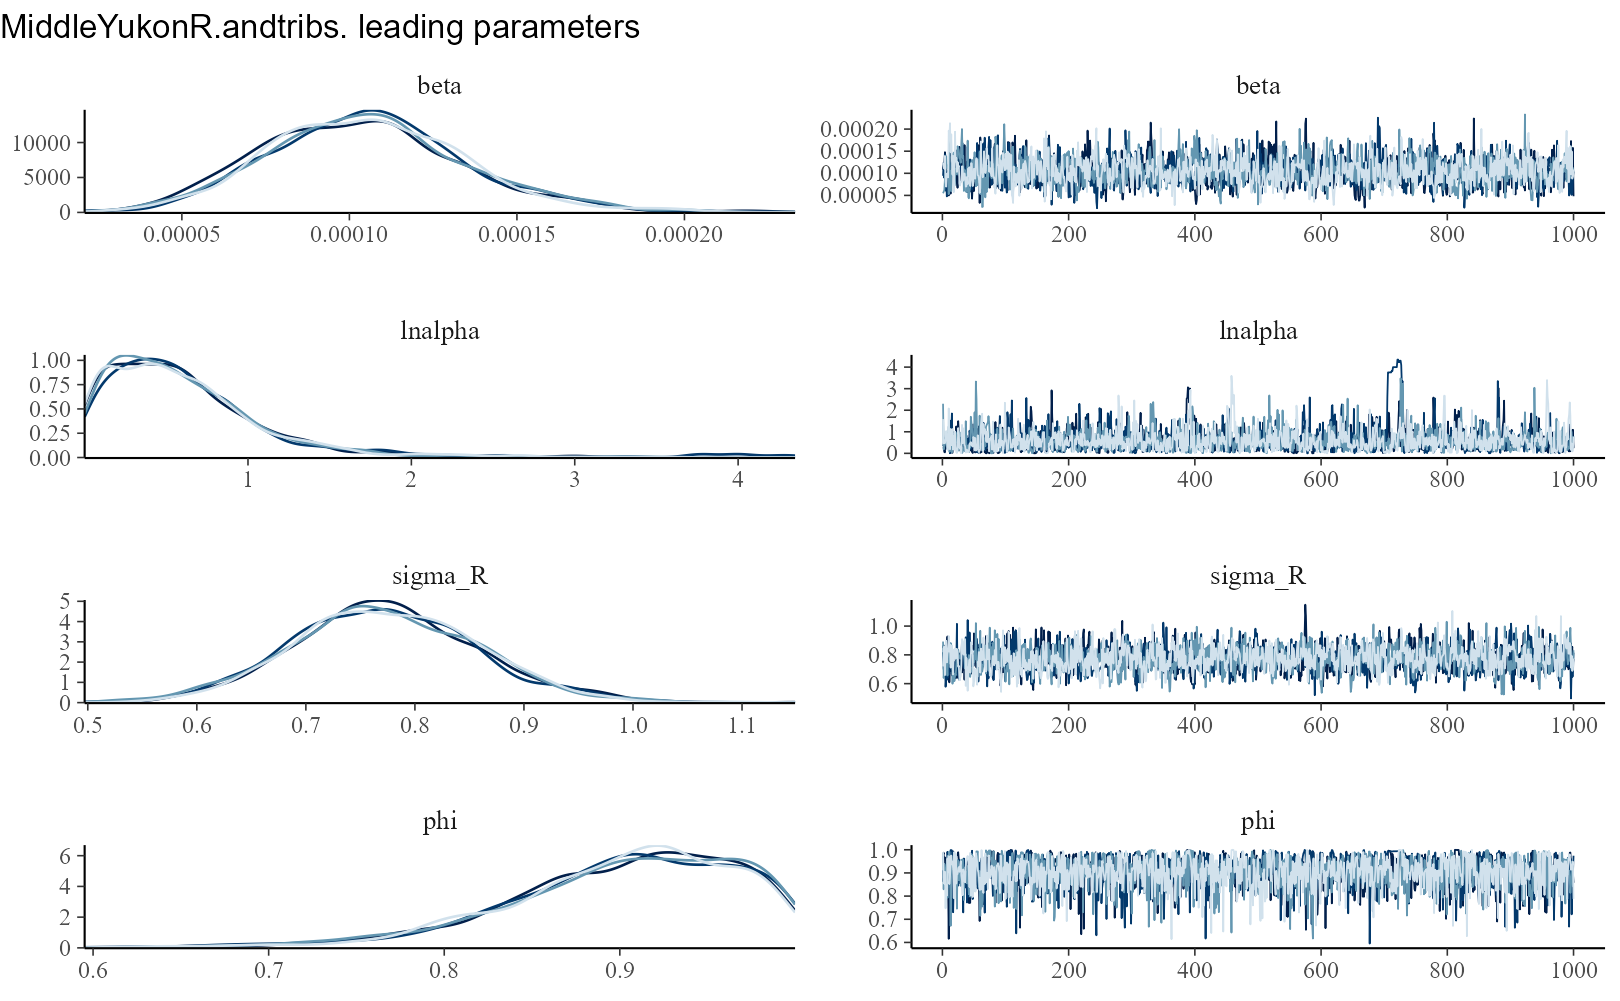 MiddleYukonR.andtribs. leading parameters
beta
10000
5000
0
0.00005 0.00010 0.00015 0.00020
beta
0.00020
0.00015
0.00010
0.00005
0 200 400 600 800 1000
lnalpha
1.00
0.75
0.50
0.25
0.00
1 2 3 4
lnalpha
4
3
2
1
0
0 200 400 600 800 1000
sigma_R
5
4
3
2
1
0
0.5 0.6 0.7 0.8 0.9 1.0 1.1
sigma_R
1.0
0.8
0.6
0 200 400 600 800 1000
phi
6
4
2
0
0.6 0.7 0.8 0.9
phi
1.0
0.9
0.8
0.7
0.6
0 200 400 600 800 1000